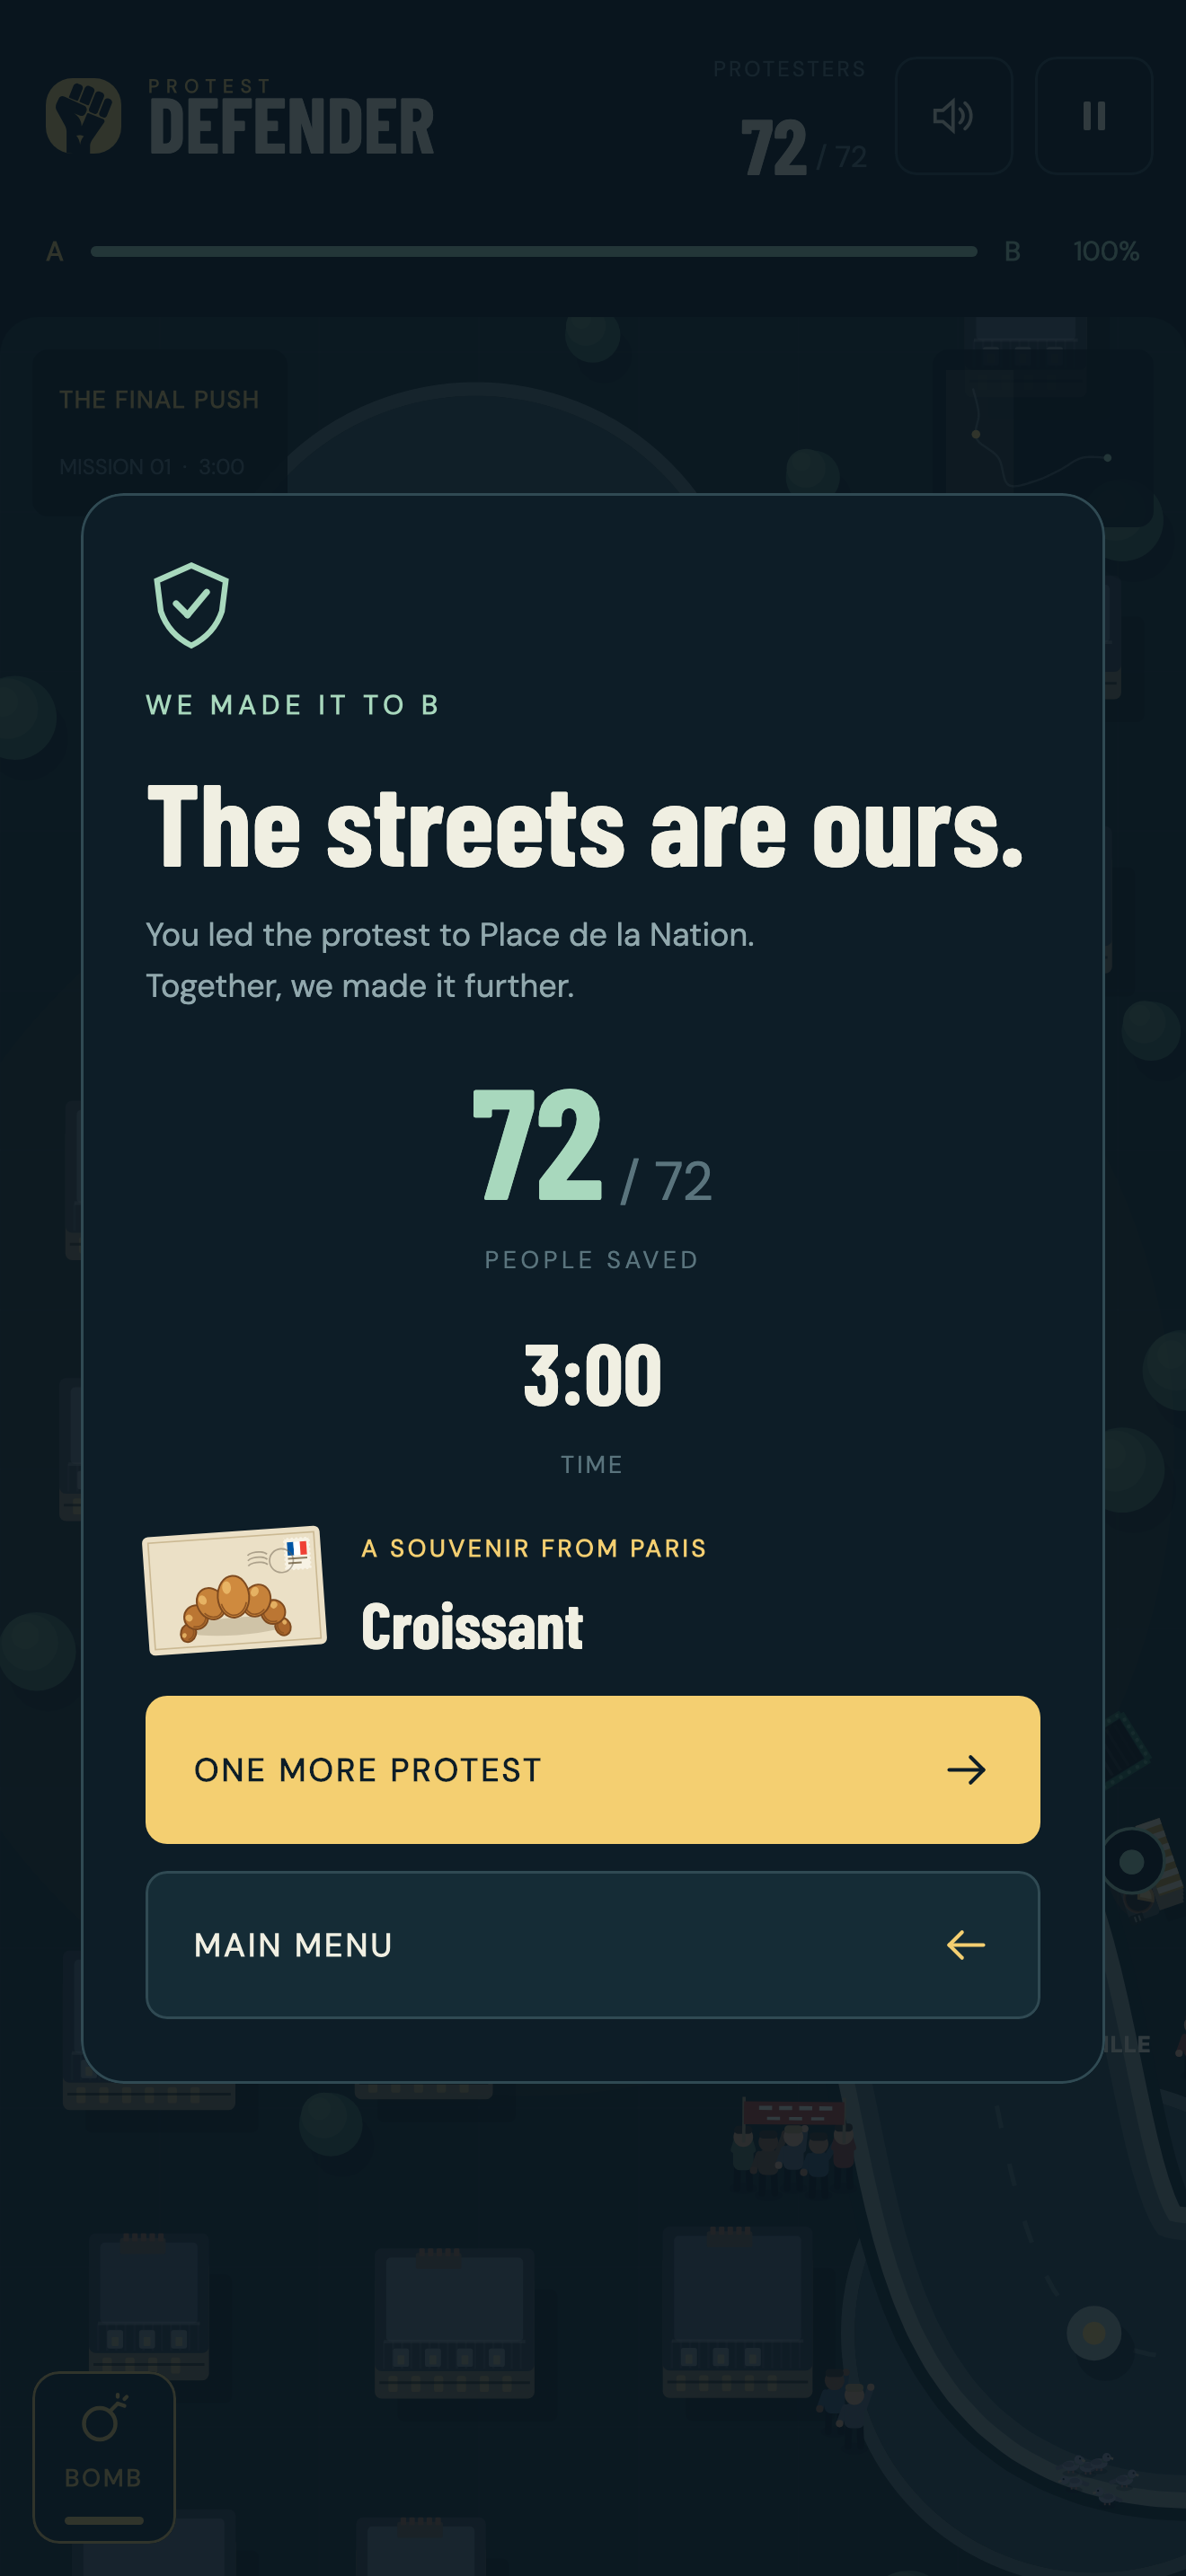 PROTEST
DEFENDER
PROTESTERS
72 / 72
A B 100%
THE FINAL PUSH
MISSION 01 · 3:00
WE MADE IT TO B
The streets are ours.
You led the protest to Place de la Nation.
Together, we made it further.
72 / 72
PEOPLE SAVED
3:00
TIME
A SOUVENIR FROM PARIS
Croissant
ONE MORE PROTEST
MAIN MENU
ILLE
BOMB